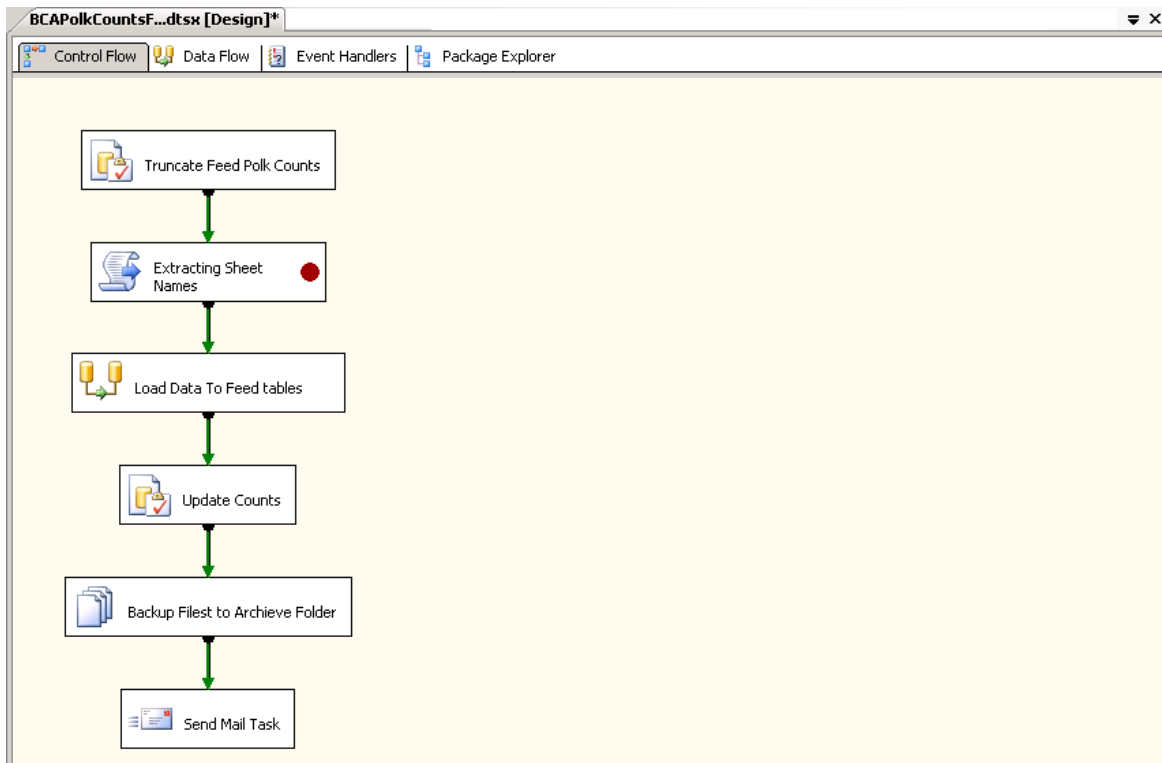 BCAPolkCountsF...dtsx [Design]*
Control Flow Data Flow Event Handlers Package Explorer
Truncate Feed Polk Counts
Extracting Sheet
Names
Load Data To Feed tables
Update Counts
Backup Filest to Archieve Folder
Send Mail Task